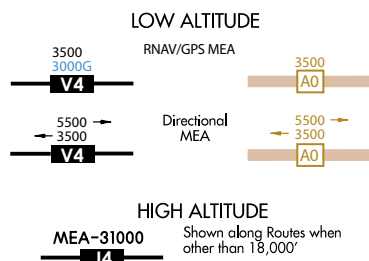 LOW ALTITUDE
RNAV/GPS MEA
3500
3000G
V4
3500
A0
Directional
MEA
5500
3500
V4
5500
3500
A0
HIGH ALTITUDE
MEA-31000
J4
Shown along Routes when
other than 18,000'